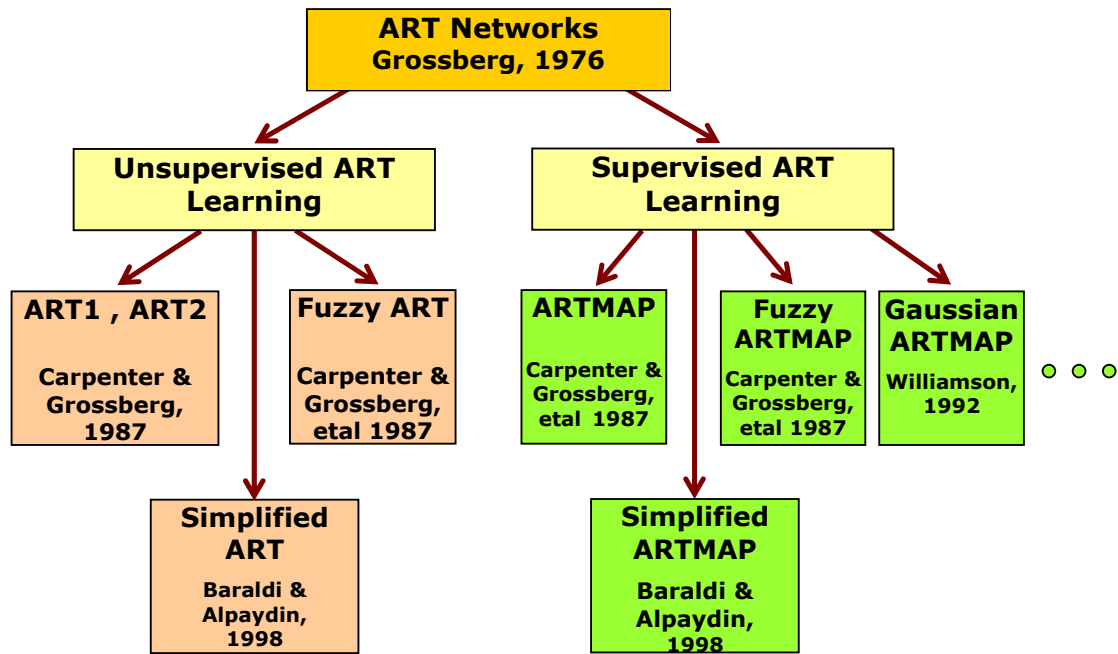 ART Networks
Grossberg, 1976
Unsupervised ART
Learning
Supervised ART
Learning
ART1 , ART2
Carpenter &
Grossberg,
1987
Fuzzy ART
Carpenter &
Grossberg,
etal 1987
ARTMAP
Carpenter &
Grossberg,
etal 1987
Fuzzy
ARTMAP
Carpenter &
Grossberg,
etal 1987
Gaussian
ARTMAP
Williamson,
1992
Simplified
ART
Baraldi &
Alpaydin,
1998
Simplified
ARTMAP
Baraldi &
Alpaydin,
1998